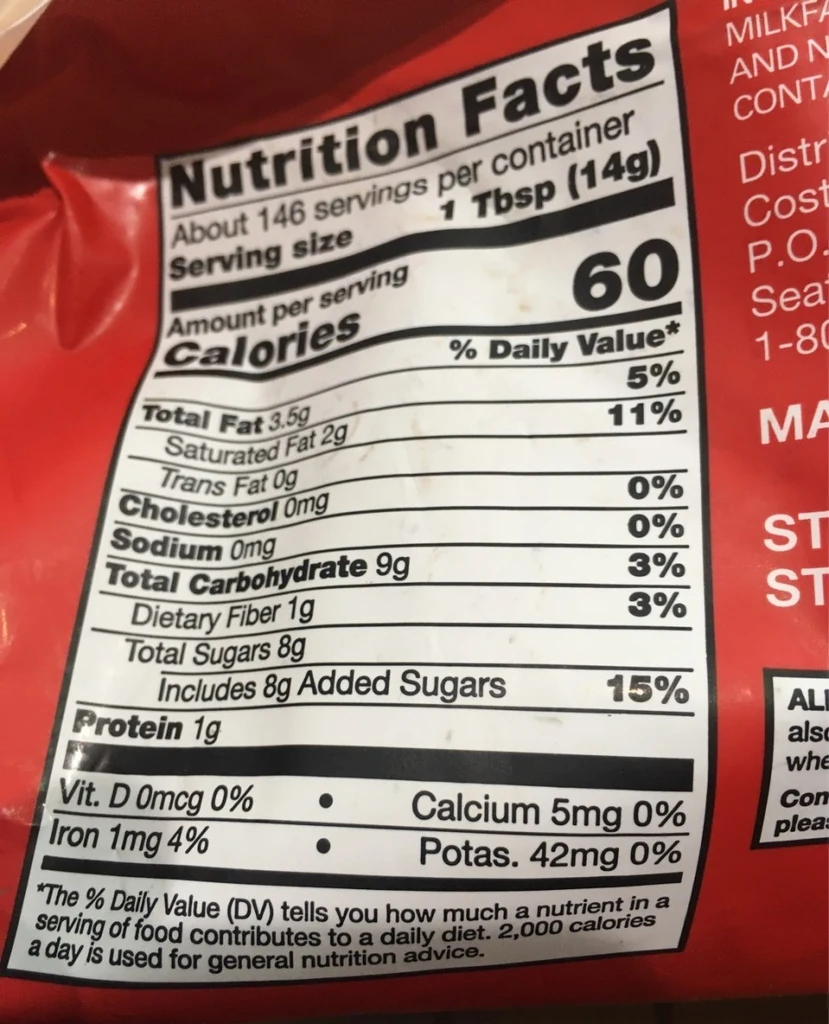 Nutrition Facts
About 146 servings per container
Serving size 1 Tbsp (14g)
Amount per serving
Calories 60
% Daily Value*
Total Fat 3.5g 5%
Saturated Fat 2g 11%
Trans Fat 0g
Cholesterol 0mg 0%
Sodium 0mg 0%
Total Carbohydrate 9g 3%
Dietary Fiber 1g 3%
Total Sugars 8g
Includes 8g Added Sugars 15%
Protein 1g
Vit. D 0mcg 0% • Calcium 5mg 0%
Iron 1mg 4% • Potas. 42mg 0%
*The % Daily Value (DV) tells you how much a nutrient in a
serving of food contributes to a daily diet. 2,000 calories
a day is used for general nutrition advice.
MILKFA
AND N
CONTA
Distr
Cost
P.O.
Sea
1-80
MA
ST
ST
ALL
also
whe
Con
pleas